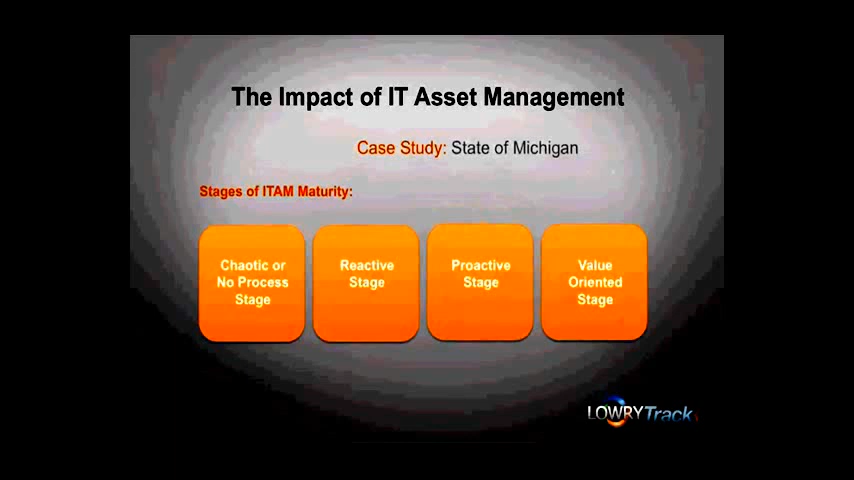 The Impact of IT Asset Management
Case Study: State of Michigan
Stages of ITAM Maturity:
Chaotic or
No Process
Stage
Reactive
Stage
Proactive
Stage
Value
Oriented
Stage
LOWRYTrack